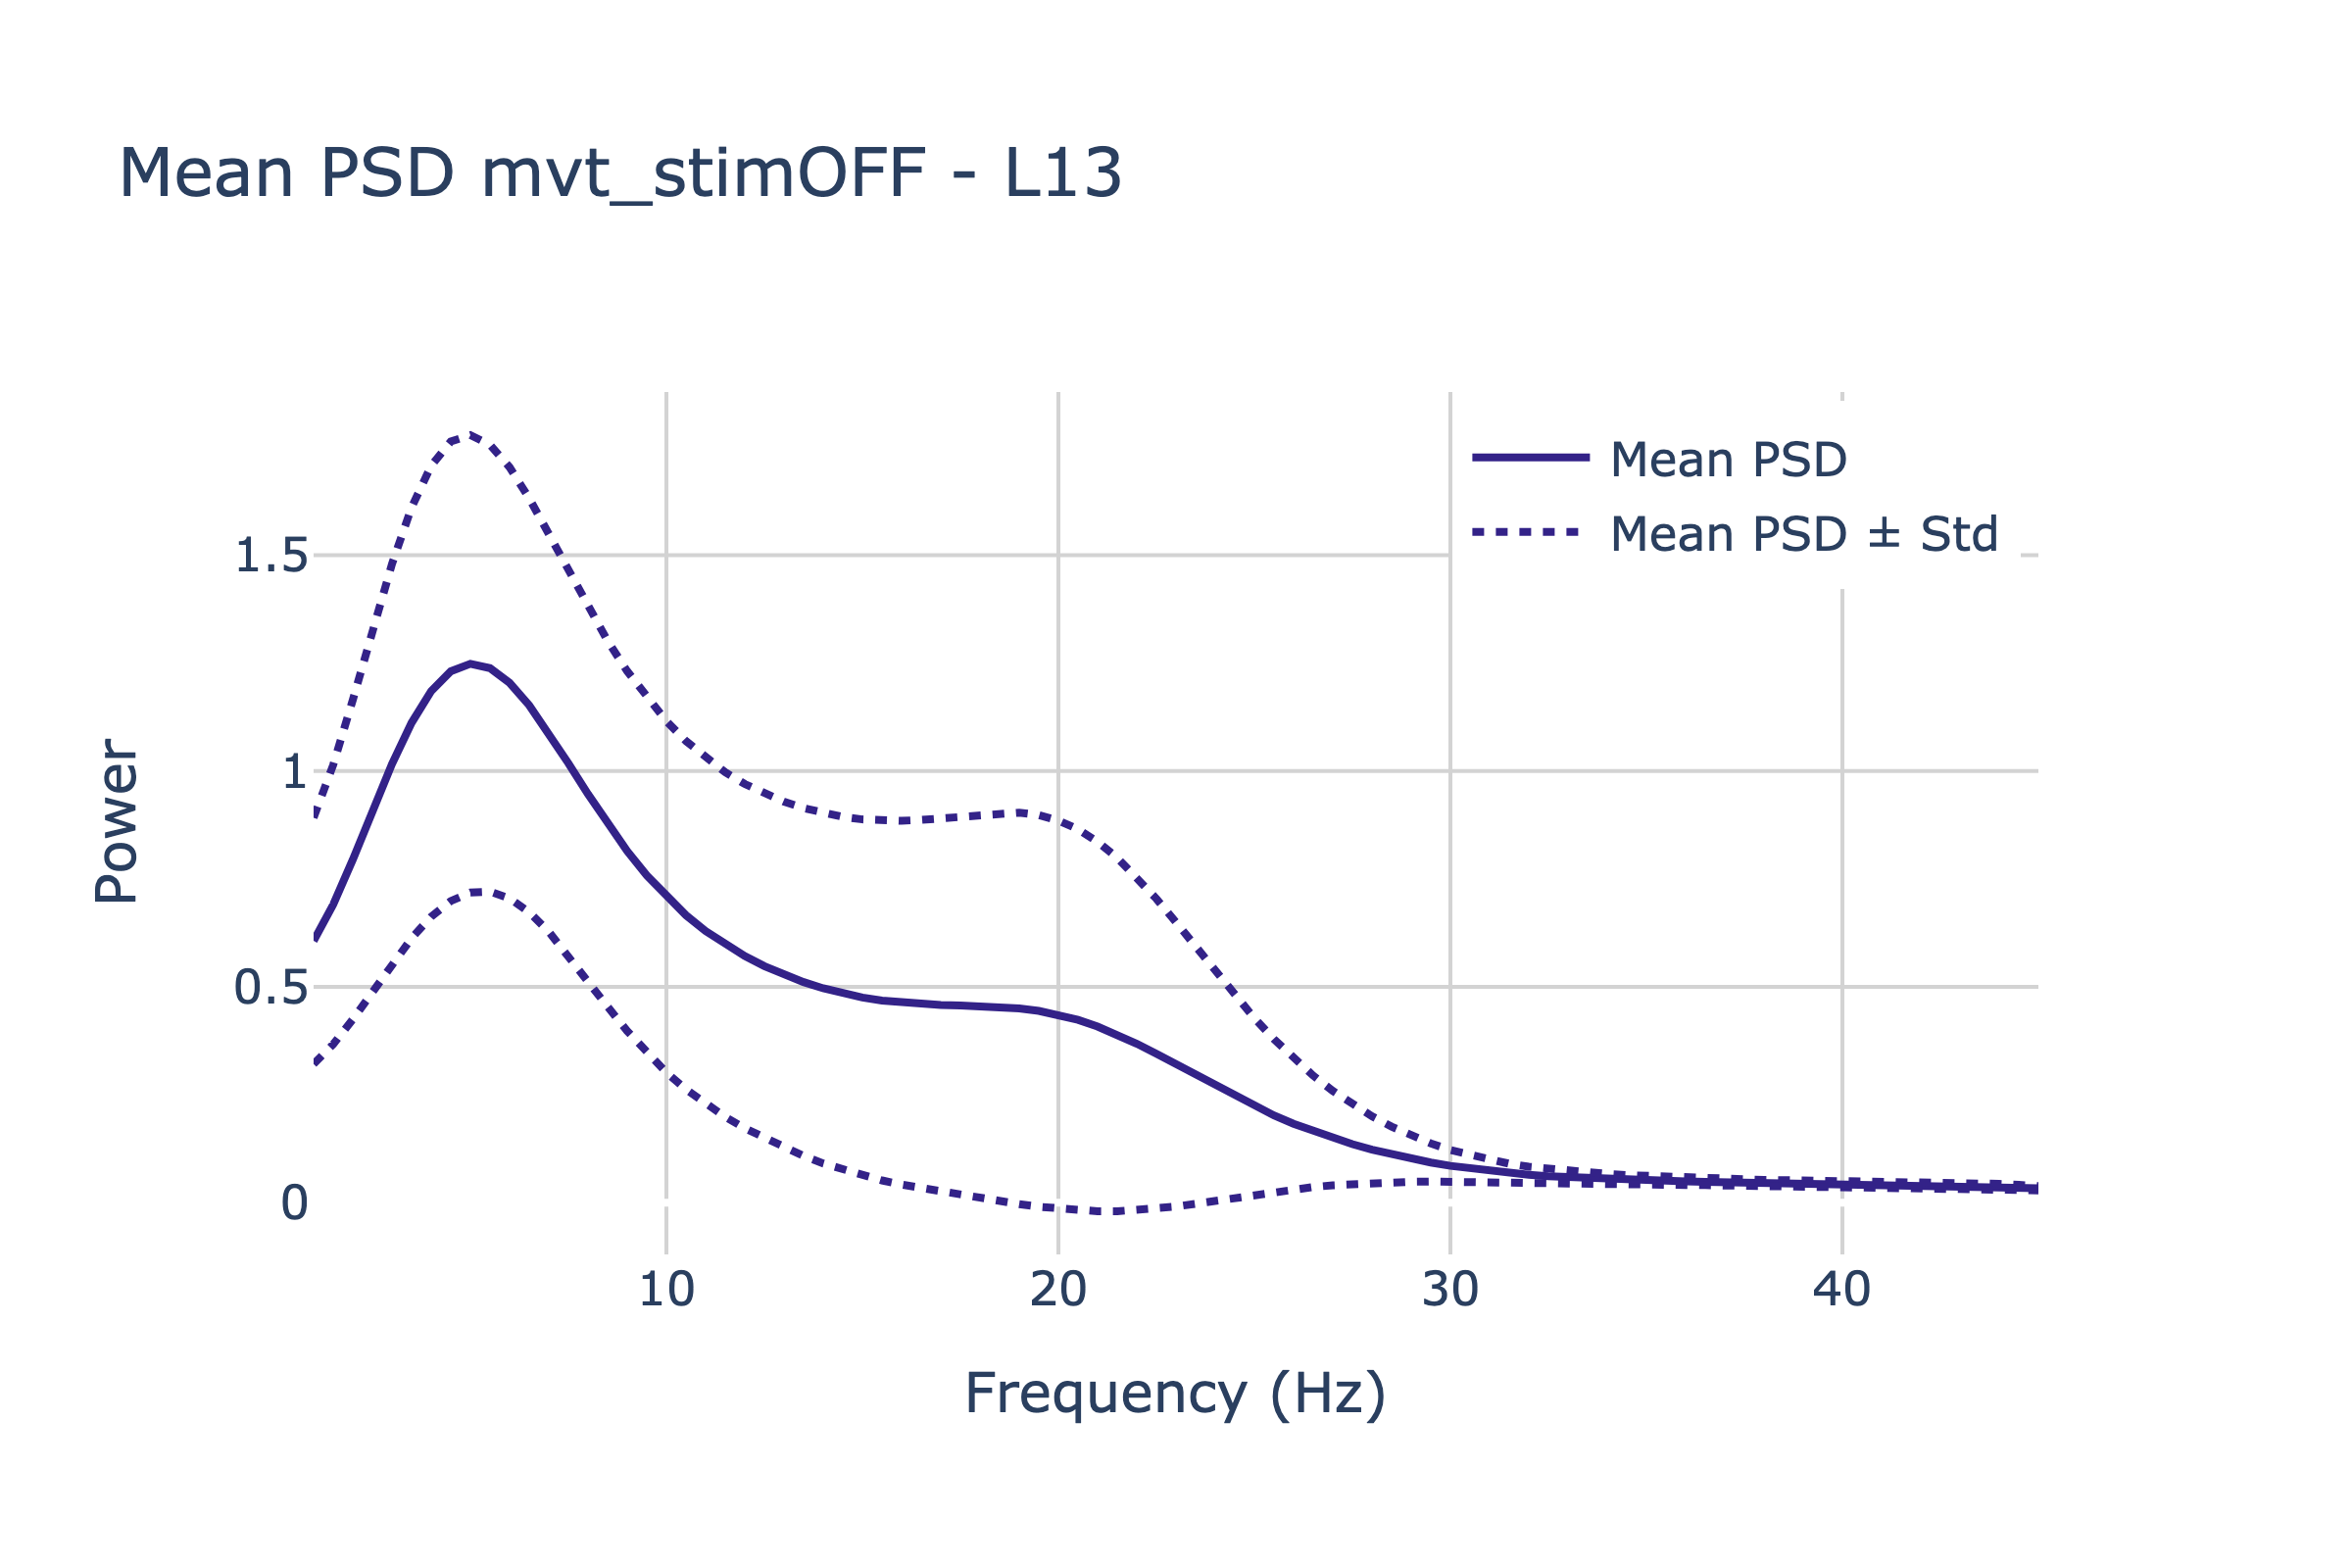 Mean PSD mvt_stimOFF - L13
Mean PSD
Mean PSD ± Std
Power
1.5
1
0.5
0
10 20 30 40
Frequency (Hz)